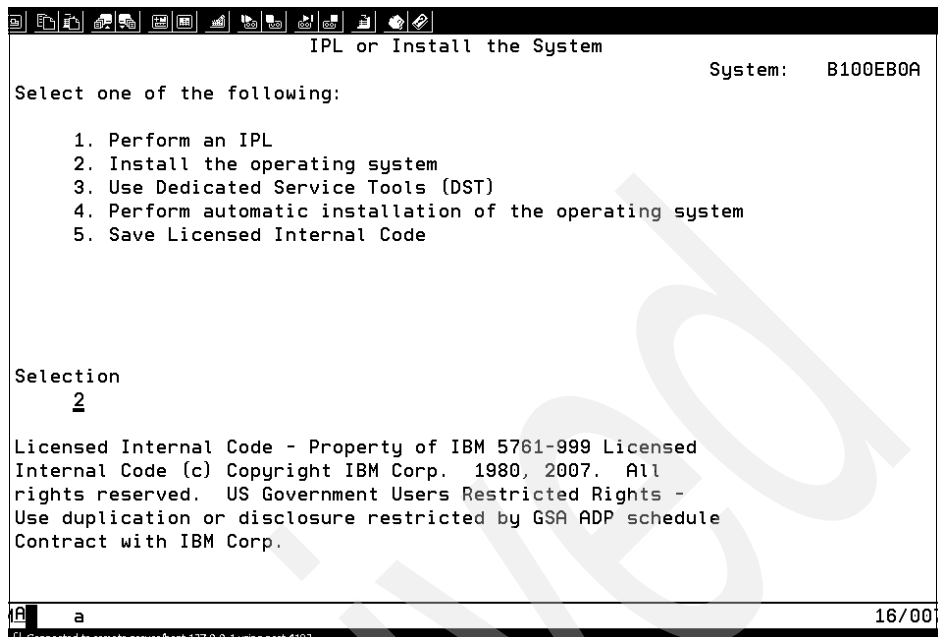 IPL or Install the System
System: B100EB0A
Select one of the following:
1. Perform an IPL
2. Install the operating system
3. Use Dedicated Service Tools (DST)
4. Perform automatic installation of the operating system
5. Save Licensed Internal Code
Selection
2
Licensed Internal Code - Property of IBM 5761-999 Licensed
Internal Code (c) Copyright IBM Corp. 1980, 2007. All
rights reserved. US Government Users Restricted Rights -
Use duplication or disclosure restricted by GSA ADP schedule
Contract with IBM Corp.
a 16/007